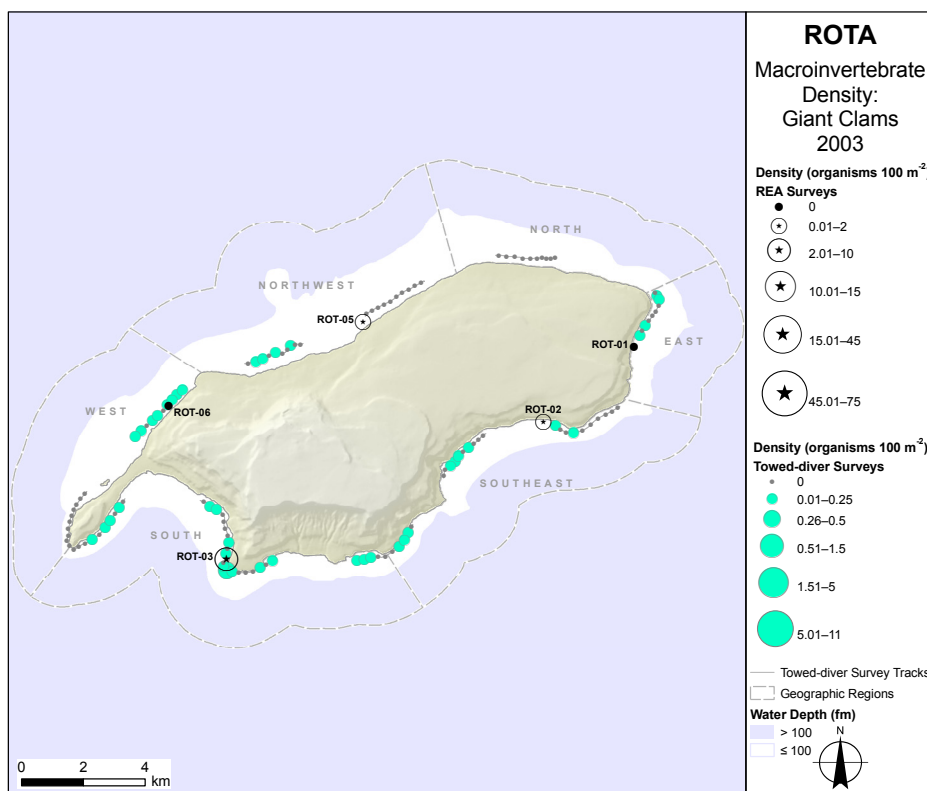 ROTA
Macroinvertebrate
Density:
Giant Clams
2003
Density (organisms 100 m⁻²)
REA Surveys
0
0.01–2
2.01–10
10.01–15
15.01–45
45.01–75
Density (organisms 100 m⁻²)
Towed-diver Surveys
0
0.01–0.25
0.26–0.5
0.51–1.5
1.51–5
5.01–11
Towed-diver Survey Tracks
Geographic Regions
Water Depth (fm)
> 100
≤ 100
N
NORTH
NORTHWEST
ROT-05
ROT-01
EAST
WEST
ROT-06
ROT-02
SOUTHEAST
SOUTH
ROT-03
0 2 4
km